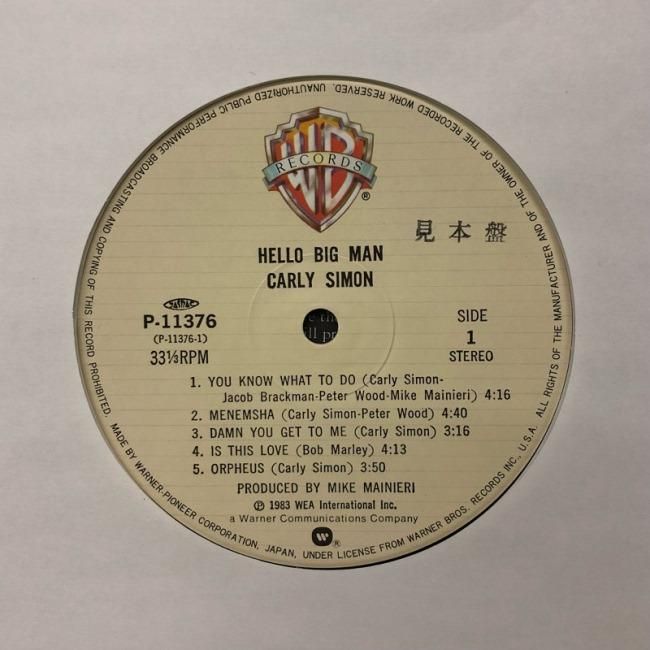 WB
RECORDS
®
見本盤
HELLO BIG MAN
CARLY SIMON
JASRAC
P-11376
(P-11376-1)
33⅓RPM
SIDE
1
STEREO
1. YOU KNOW WHAT TO DO (Carly Simon-
Jacob Brackman-Peter Wood-Mike Mainieri) 4:16
2. MENEMSHA (Carly Simon-Peter Wood) 4:40
3. DAMN YOU GET TO ME (Carly Simon) 3:16
4. IS THIS LOVE (Bob Marley) 4:13
5. ORPHEUS (Carly Simon) 3:50
PRODUCED BY MIKE MAINIERI
Ⓟ 1983 WEA International Inc.
a Warner Communications Company
W®
MADE BY WARNER-PIONEER CORPORATION, JAPAN, UNDER LICENSE FROM WARNER BROS. RECORDS INC., U.S.A. ALL RIGHTS OF THE MANUFACTURER AND OF THE OWNER OF THE RECORDED WORK RESERVED. UNAUTHORIZED PUBLIC PERFORMANCE BROADCASTING AND COPYING OF THIS RECORD PROHIBITED.